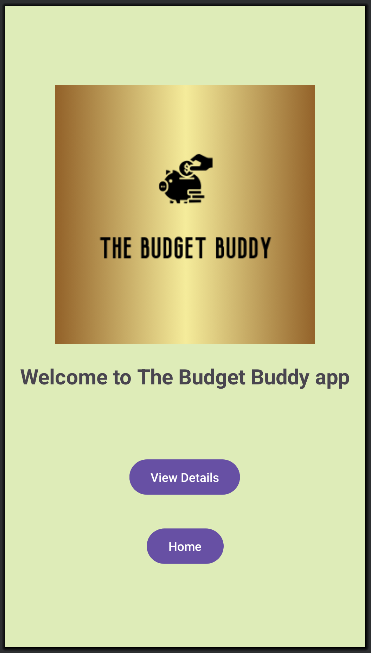 THE BUDGET BUDDY
Welcome to The Budget Buddy app
View Details
Home